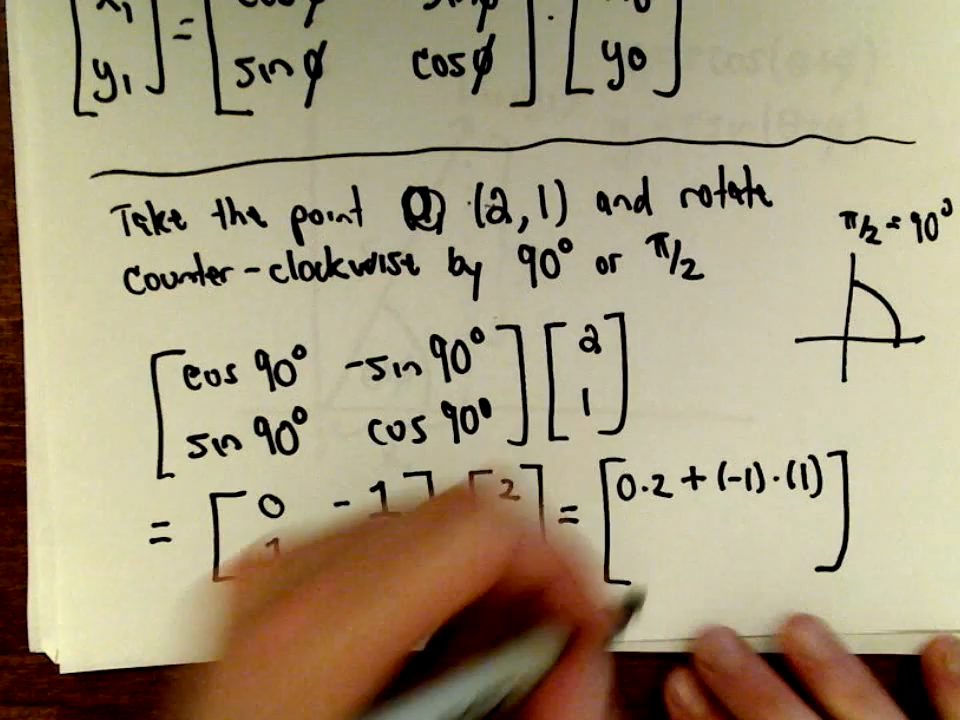 [y₁] = [sin φ cos φ] · [y0]
Take the point (2,1) and rotate
counter-clockwise by 90° or π/2
π/2 = 90°
[cos 90° -sin 90°] [2]
[sin 90° cos 90°] [1]
= [0 -1] [2] = [0·2 + (-1)·(1)]